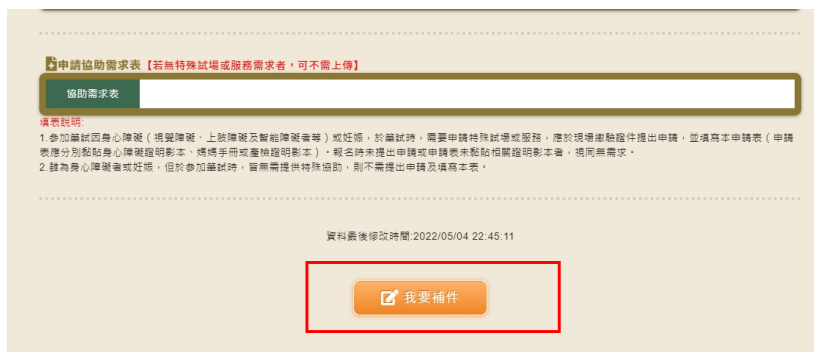 申請協助需求表【若無特殊試場或服務需求者，可不需上傳】
協助需求表
填表說明:
1.參加筆試因身心障礙（視覺障礙、上肢障礙及智能障礙者等）或妊娠，於筆試時，需要申請特殊試場或服務，應於現場繳驗證件提出申請，並填寫本申請表（申請
表應分別黏貼身心障礙證明影本、媽媽手冊或產檢證明影本）。報名時未提出申請或申請表未黏貼相關證明影本者，視同無需求。
2.雖為身心障礙者或妊娠，但於參加筆試時，皆無需提供特殊協助，則不需提出申請及填寫本表。
資料最後修改時間:2022/05/04 22:45:11
我要補件